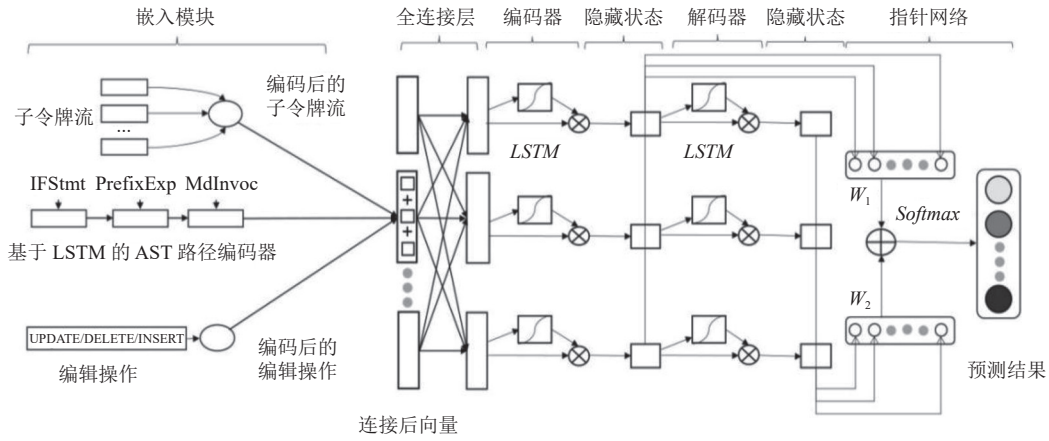 嵌入模块 全连接层 编码器 隐藏状态 解码器 隐藏状态 指针网络
编码后的
子令牌流
子令牌流
...
LSTM LSTM
IFStmt PrefixExp MdInvoc
W1
Softmax
基于 LSTM 的 AST 路径编码器
W2
UPDATE/DELETE/INSERT
编辑操作
编码后的
编辑操作
预测结果
连接后向量